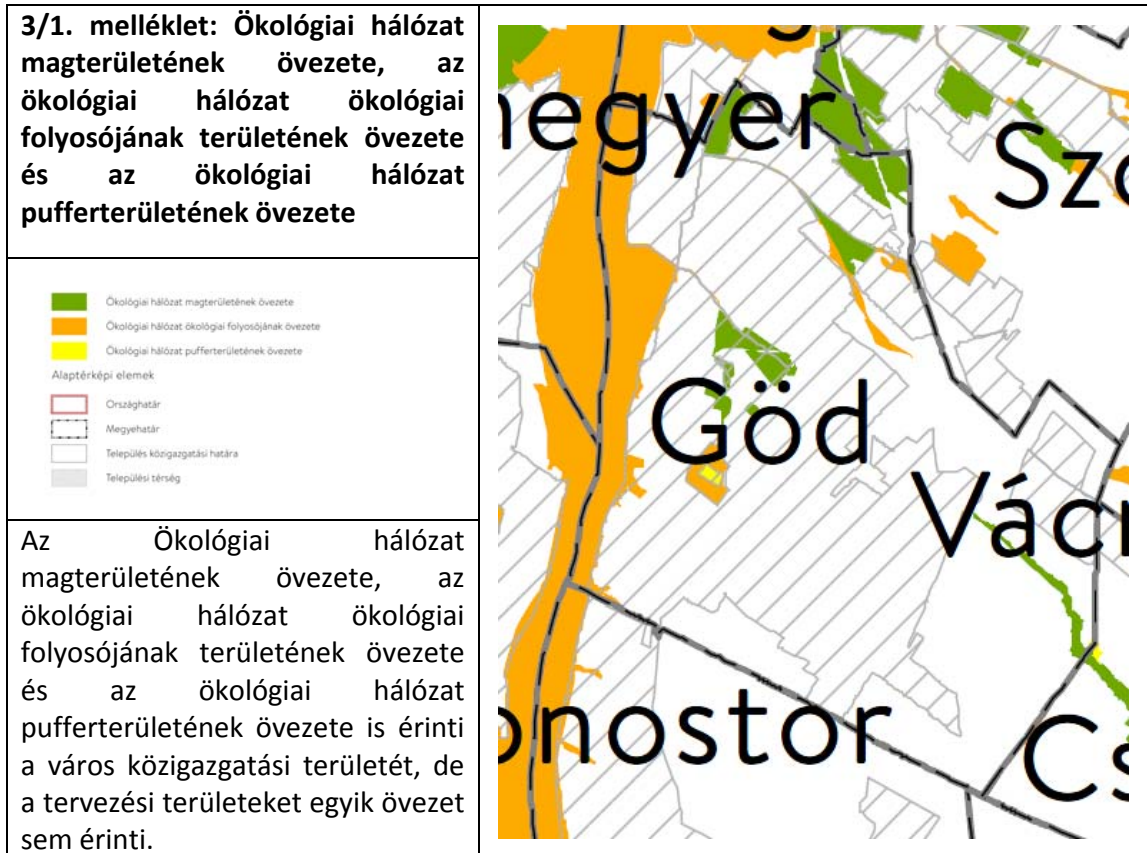 3/1. melléklet: Ökológiai hálózat
magterületének övezete, az
ökológiai hálózat ökológiai
folyosójának területének övezete
és az ökológiai hálózat
pufferterületének övezete
Ökológiai hálózat magterületének övezete
Ökológiai hálózat ökológiai folyosójának övezete
Ökológiai hálózat pufferterületének övezete
Alaptérképi elemek
Országhatár
Megyehatár
Település közigazgatási határa
Települési térség
Az Ökológiai hálózat
magterületének övezete, az
ökológiai hálózat ökológiai
folyosójának területének övezete
és az ökológiai hálózat
pufferterületének övezete is érinti
a város közigazgatási területét, de
a tervezési területeket egyik övezet
sem érinti.
egyer
Sz
Göd
Vác
onostor
Cs